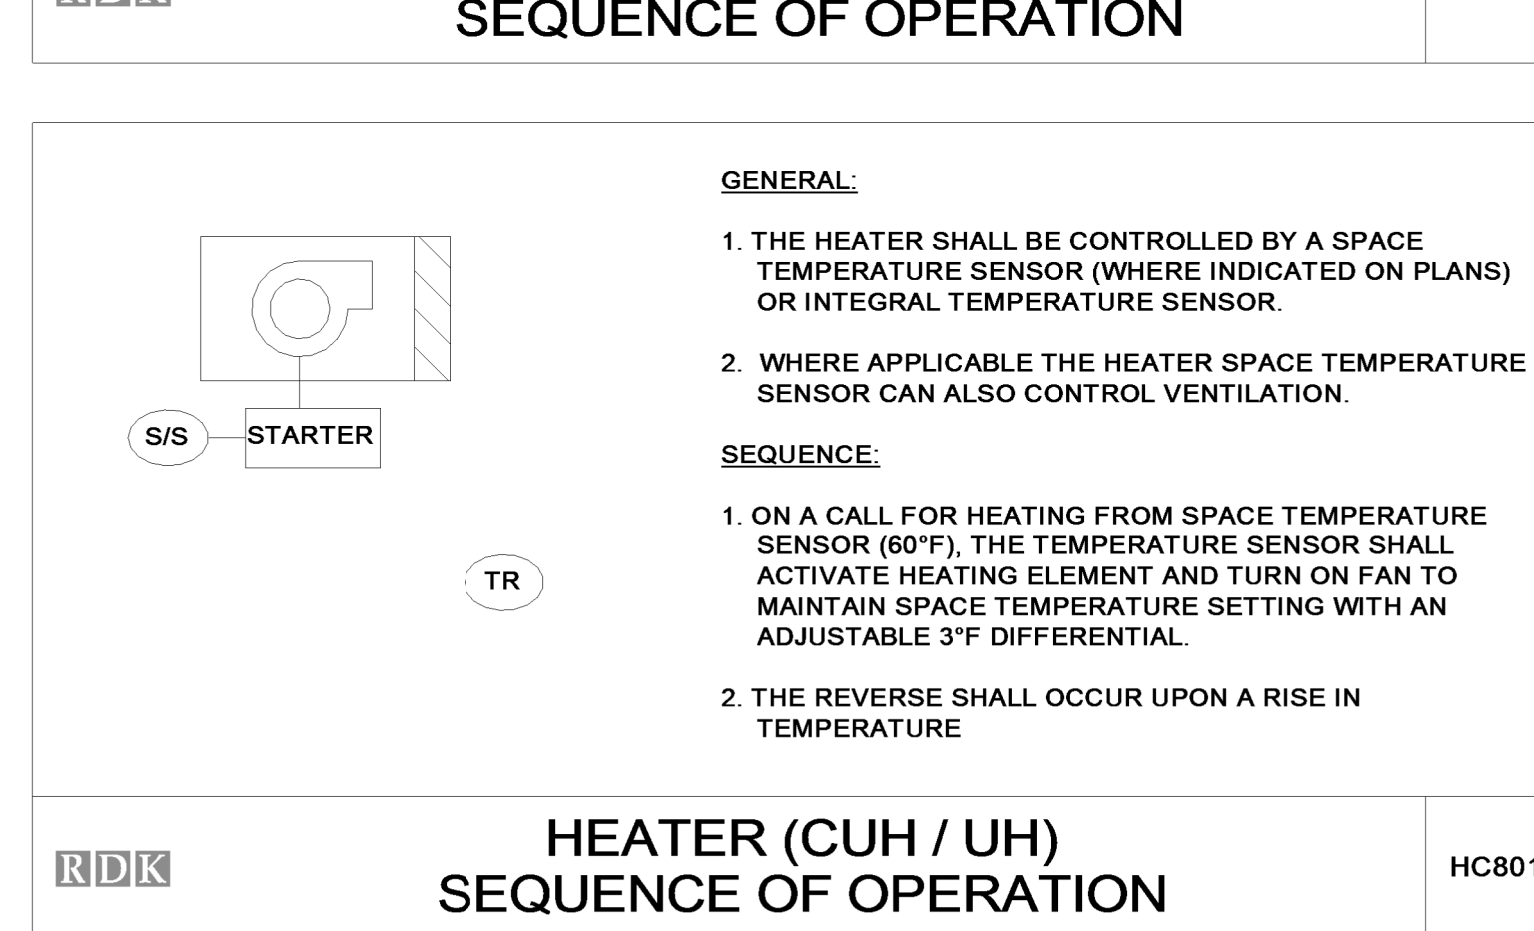 RDK
SEQUENCE OF OPERATION
GENERAL:
1. THE HEATER SHALL BE CONTROLLED BY A SPACE
TEMPERATURE SENSOR (WHERE INDICATED ON PLANS)
OR INTEGRAL TEMPERATURE SENSOR.
2. WHERE APPLICABLE THE HEATER SPACE TEMPERATURE
SENSOR CAN ALSO CONTROL VENTILATION.
SEQUENCE:
1. ON A CALL FOR HEATING FROM SPACE TEMPERATURE
SENSOR (60°F), THE TEMPERATURE SENSOR SHALL
ACTIVATE HEATING ELEMENT AND TURN ON FAN TO
MAINTAIN SPACE TEMPERATURE SETTING WITH AN
ADJUSTABLE 3°F DIFFERENTIAL.
2. THE REVERSE SHALL OCCUR UPON A RISE IN
TEMPERATURE
S/S
STARTER
TR
RDK
HEATER (CUH / UH)
SEQUENCE OF OPERATION
HC801